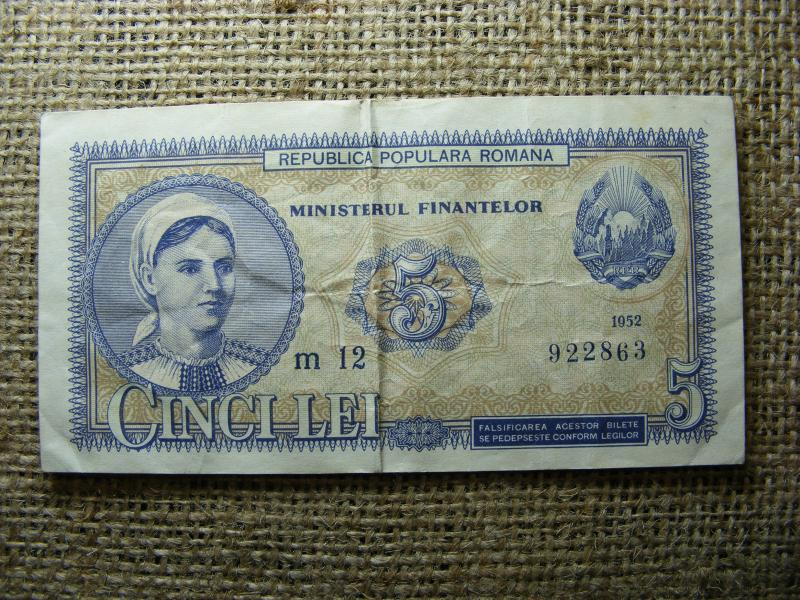 REPUBLICA POPULARA ROMANA
MINISTERUL FINANTELOR
5
1952
m 12
922863
CINCI LEI
FALSIFICAREA ACESTOR BILETE
SE PEDEPSESTE CONFORM LEGILOR
5